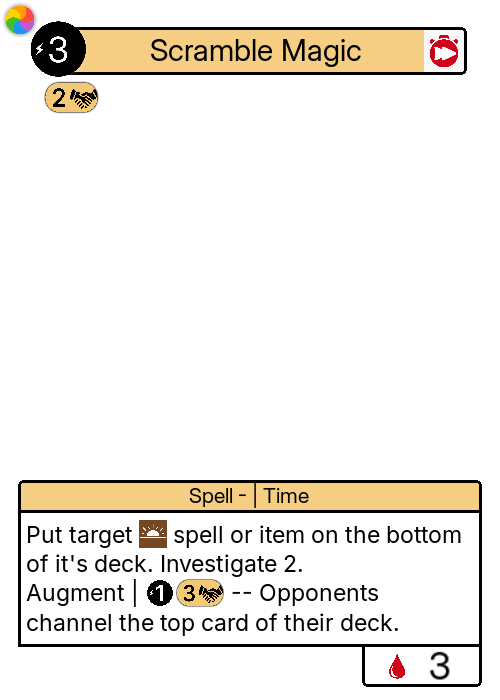 3 Scramble Magic
2
Spell - | Time
Put target spell or item on the bottom
of it's deck. Investigate 2.
Augment | 1 3 -- Opponents
channel the top card of their deck.
3